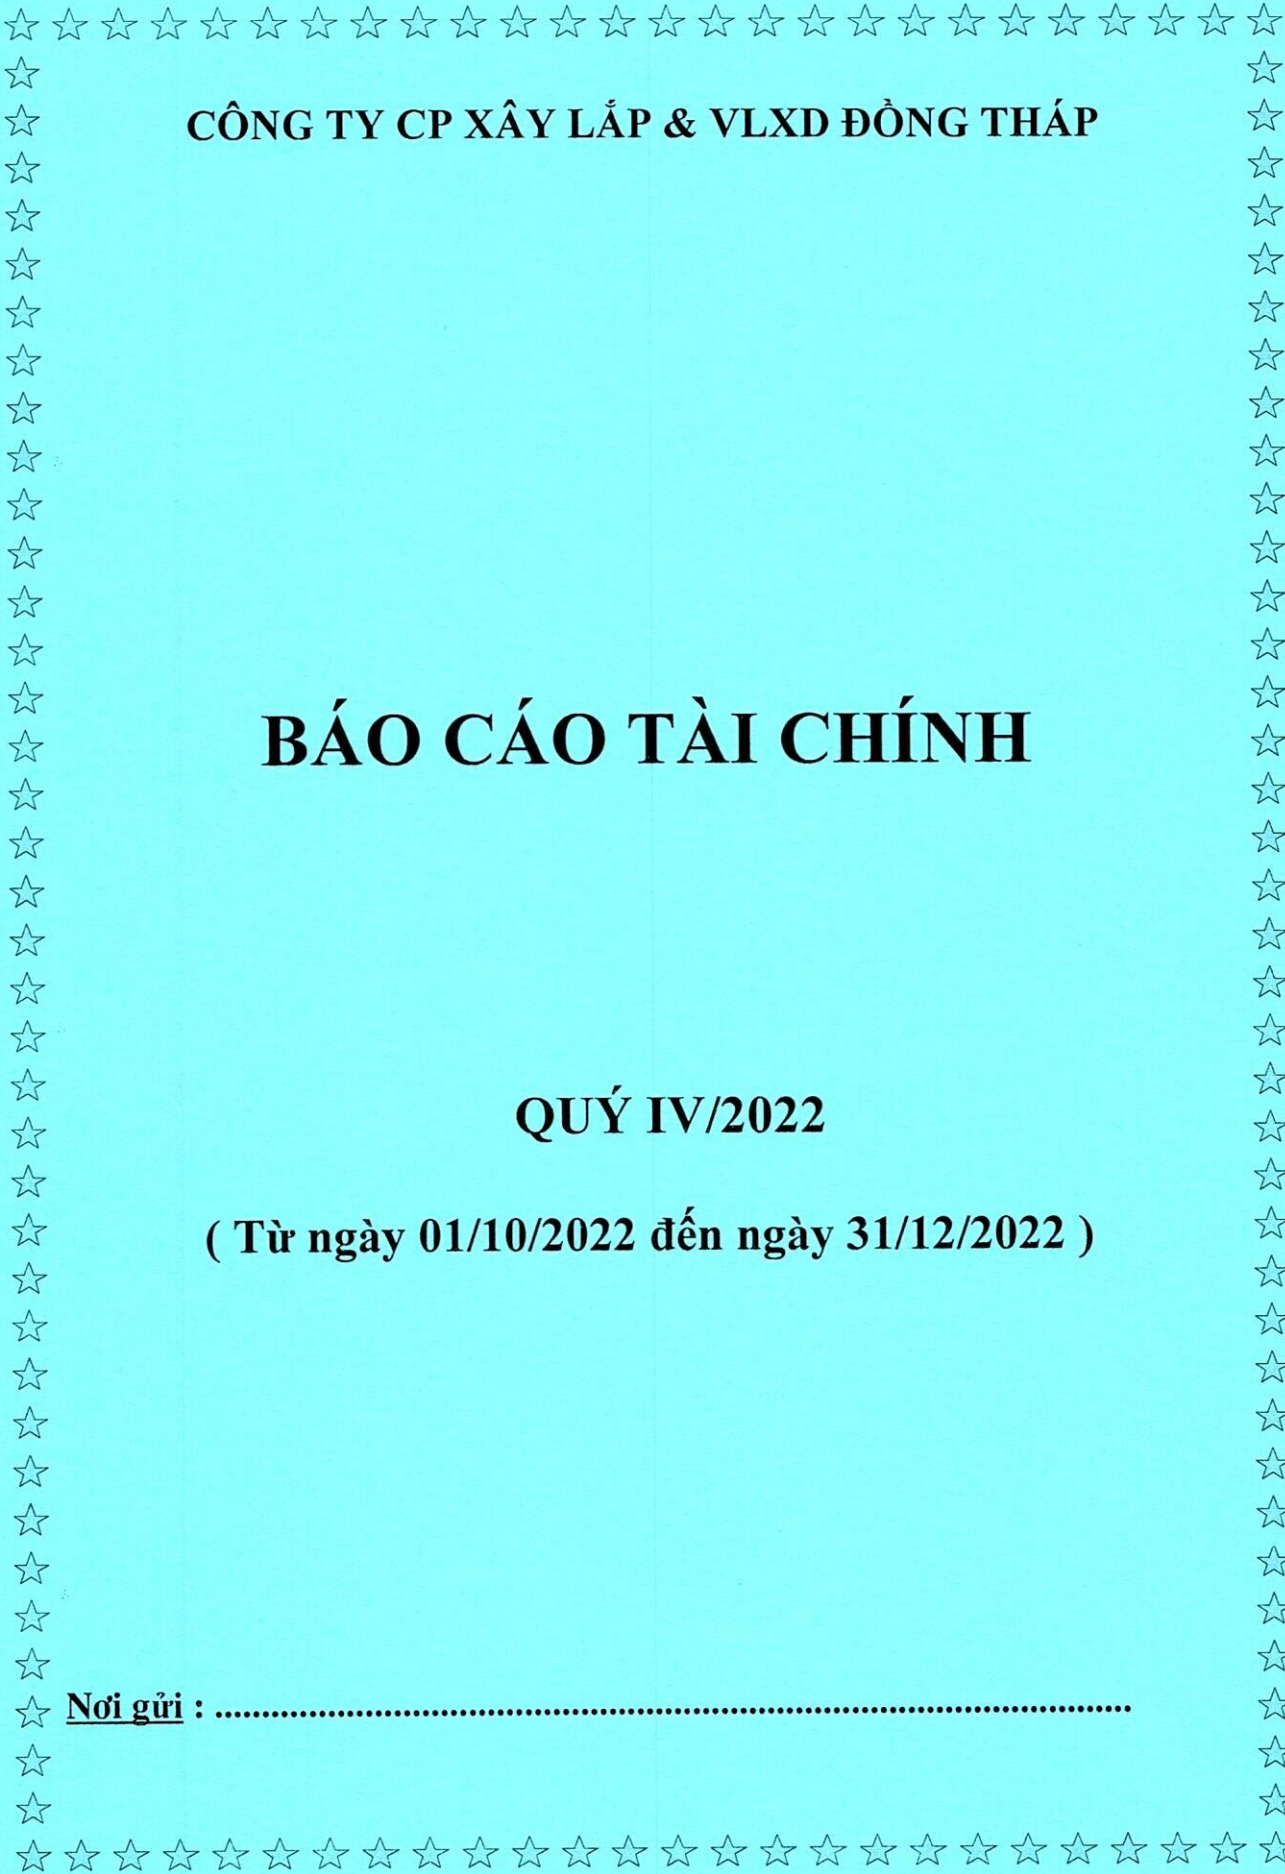 CÔNG TY CP XÂY LẮP & VLXD ĐỒNG THÁP
BÁO CÁO TÀI CHÍNH
QUÝ IV/2022
( Từ ngày 01/10/2022 đến ngày 31/12/2022 )
Nơi gửi : ....................................................................................